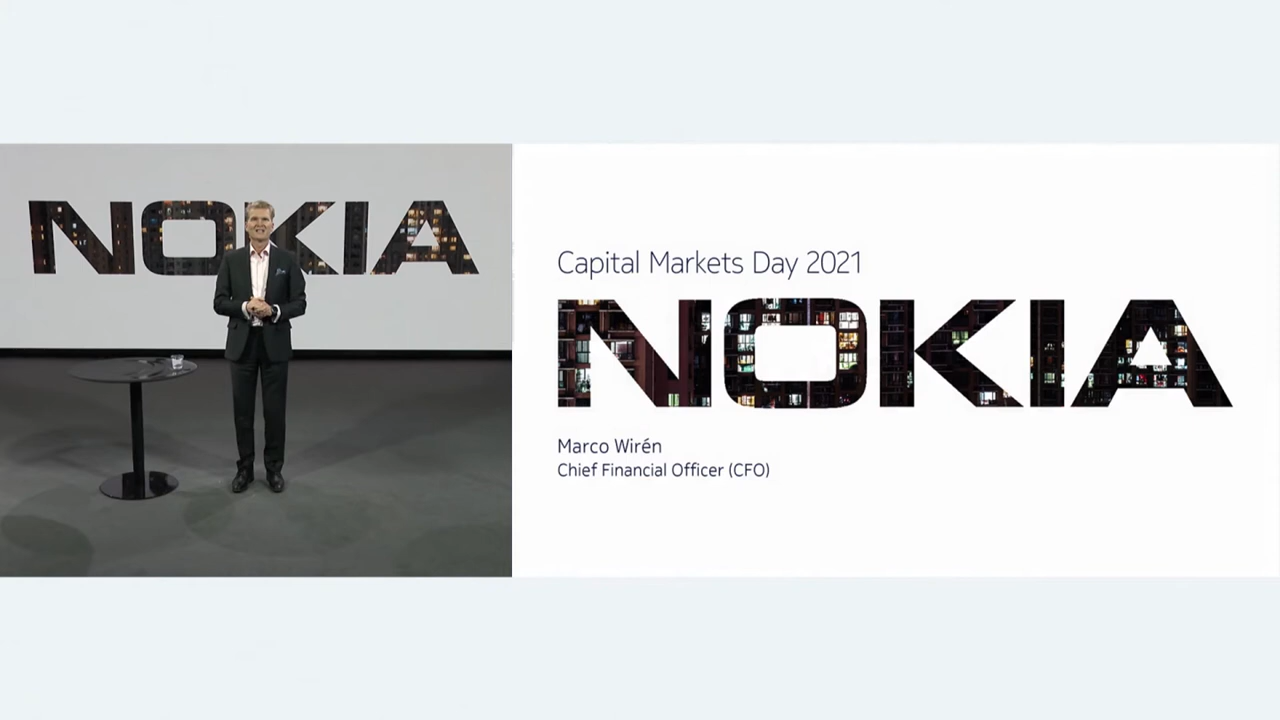 NOKIA
Capital Markets Day 2021
NOKIA
Marco Wirén
Chief Financial Officer (CFO)